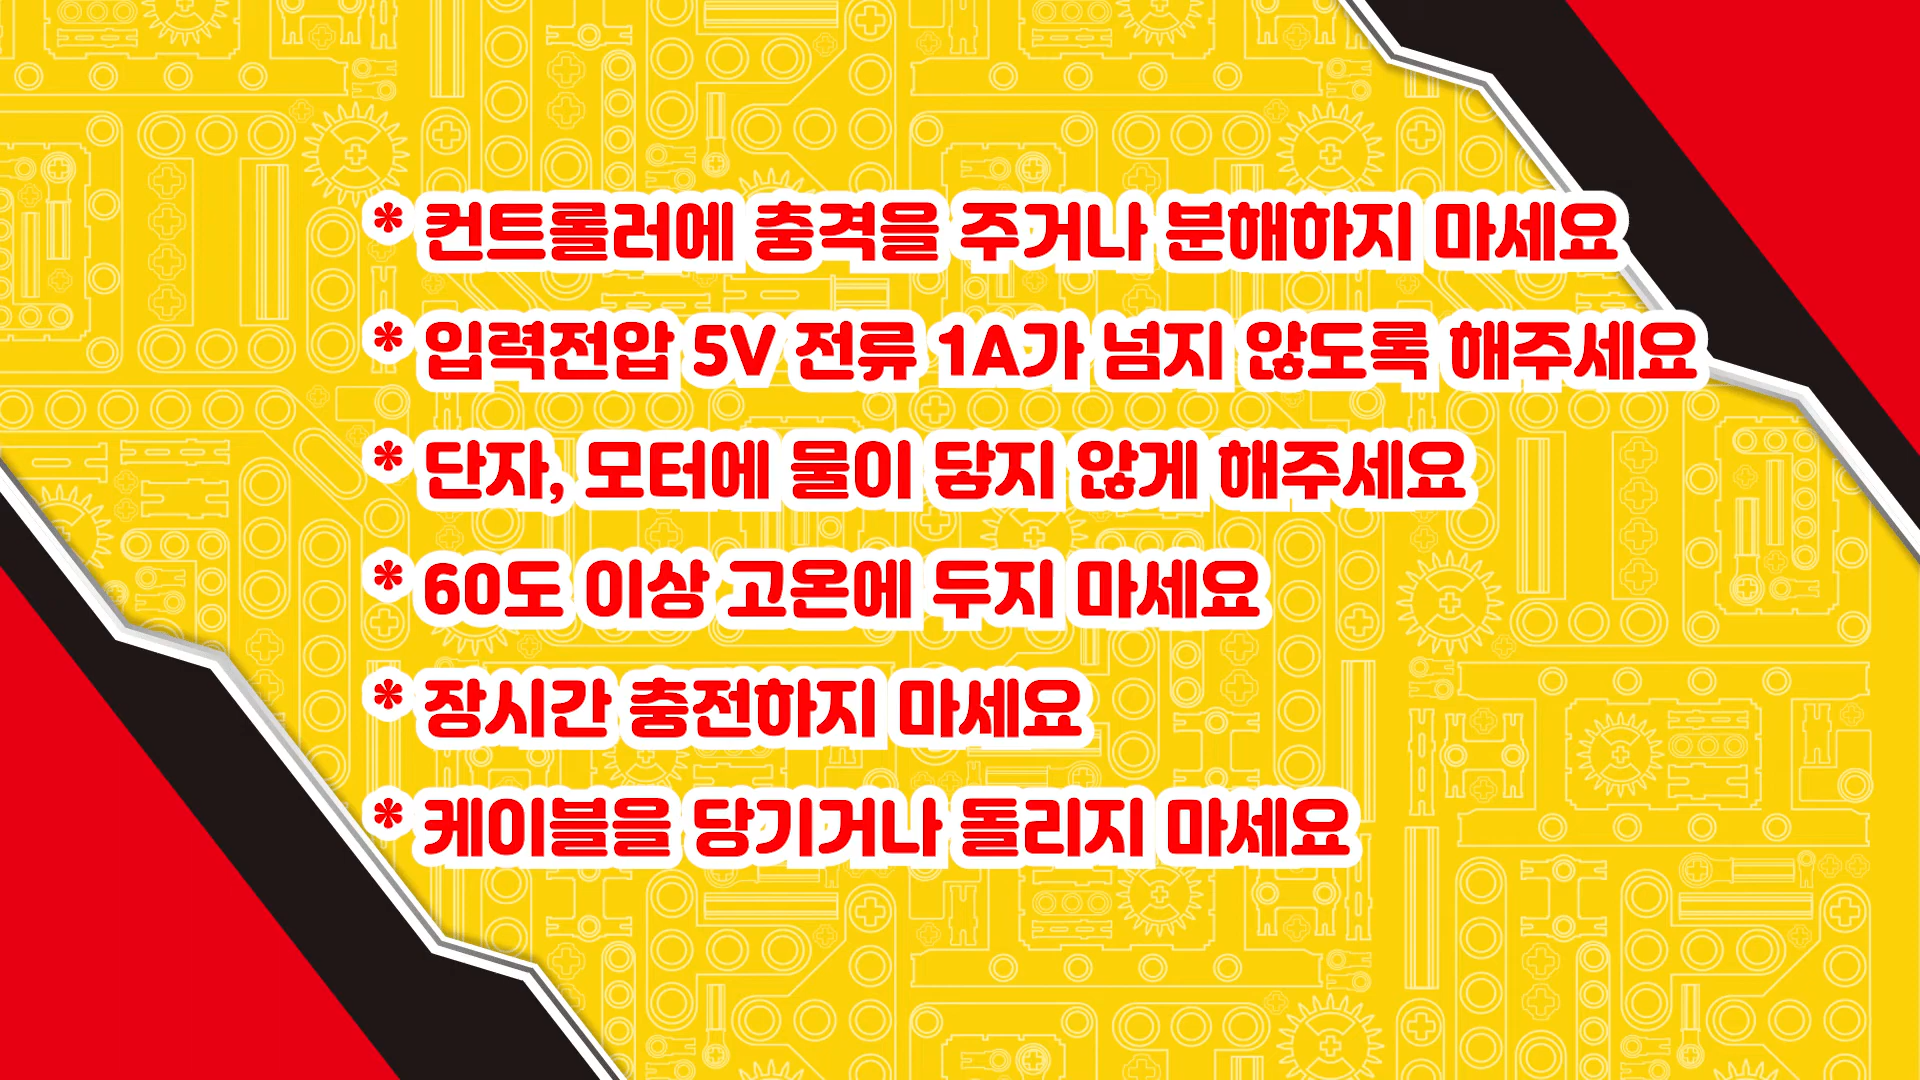 * 컨트롤러에 충격을 주거나 분해하지 마세요
* 입력전압 5V 전류 1A가 넘지 않도록 해주세요
* 단자, 모터에 물이 닿지 않게 해주세요
* 60도 이상 고온에 두지 마세요
* 장시간 충전하지 마세요
* 케이블을 당기거나 돌리지 마세요